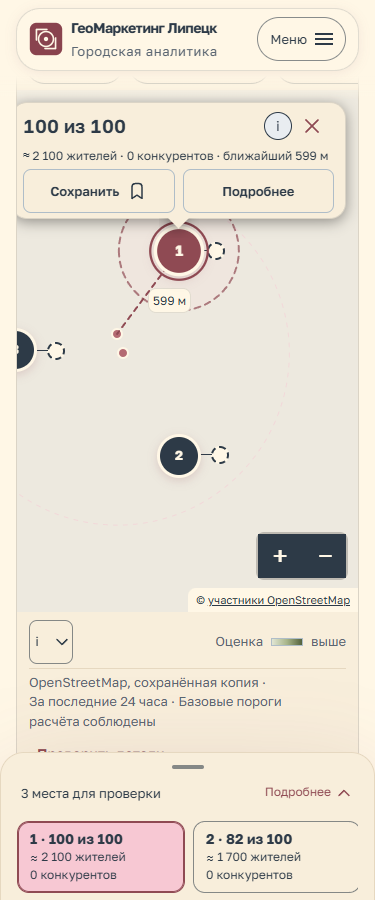 ГеоМаркетинг Липецк
Городская аналитика
Меню
100 из 100
i
≈ 2 100 жителей · 0 конкурентов · ближайший 599 м
Сохранить
Подробнее
1
599 м
2
+ −
© участники OpenStreetMap
i
Оценка
выше
OpenStreetMap, сохранённая копия ·
За последние 24 часа · Базовые пороги
расчёта соблюдены
3 места для проверки
Подробнее
1 · 100 из 100
≈ 2 100 жителей
0 конкурентов
2 · 82 из 100
≈ 1 700 жителей
0 конкурентов